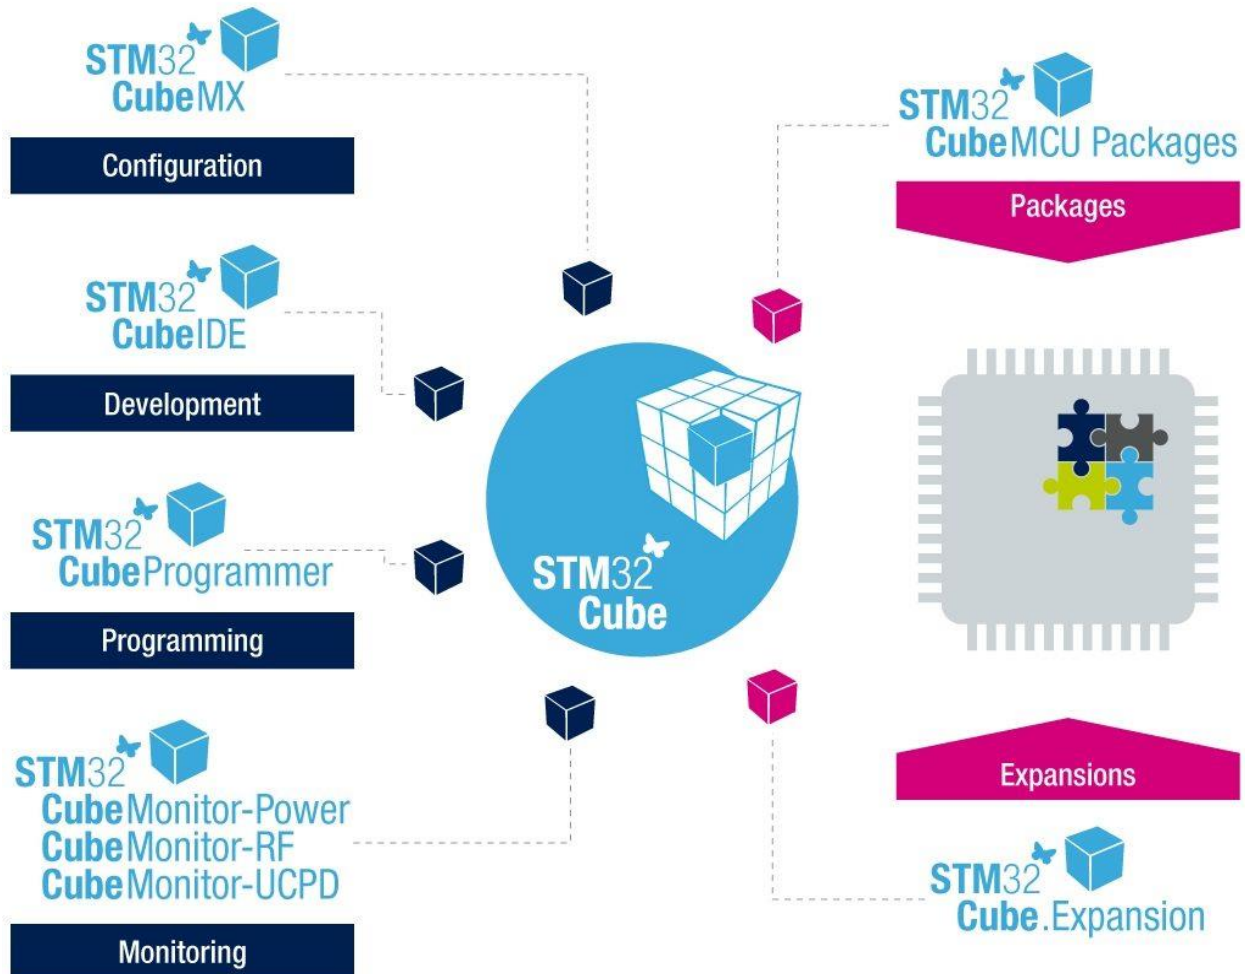 STM32
CubeMX
Configuration
STM32
CubeIDE
Development
STM32
CubeProgrammer
Programming
STM32
CubeMonitor-Power
CubeMonitor-RF
CubeMonitor-UCPD
Monitoring
STM32
Cube
STM32
CubeMCU Packages
Packages
Expansions
STM32
Cube.Expansion